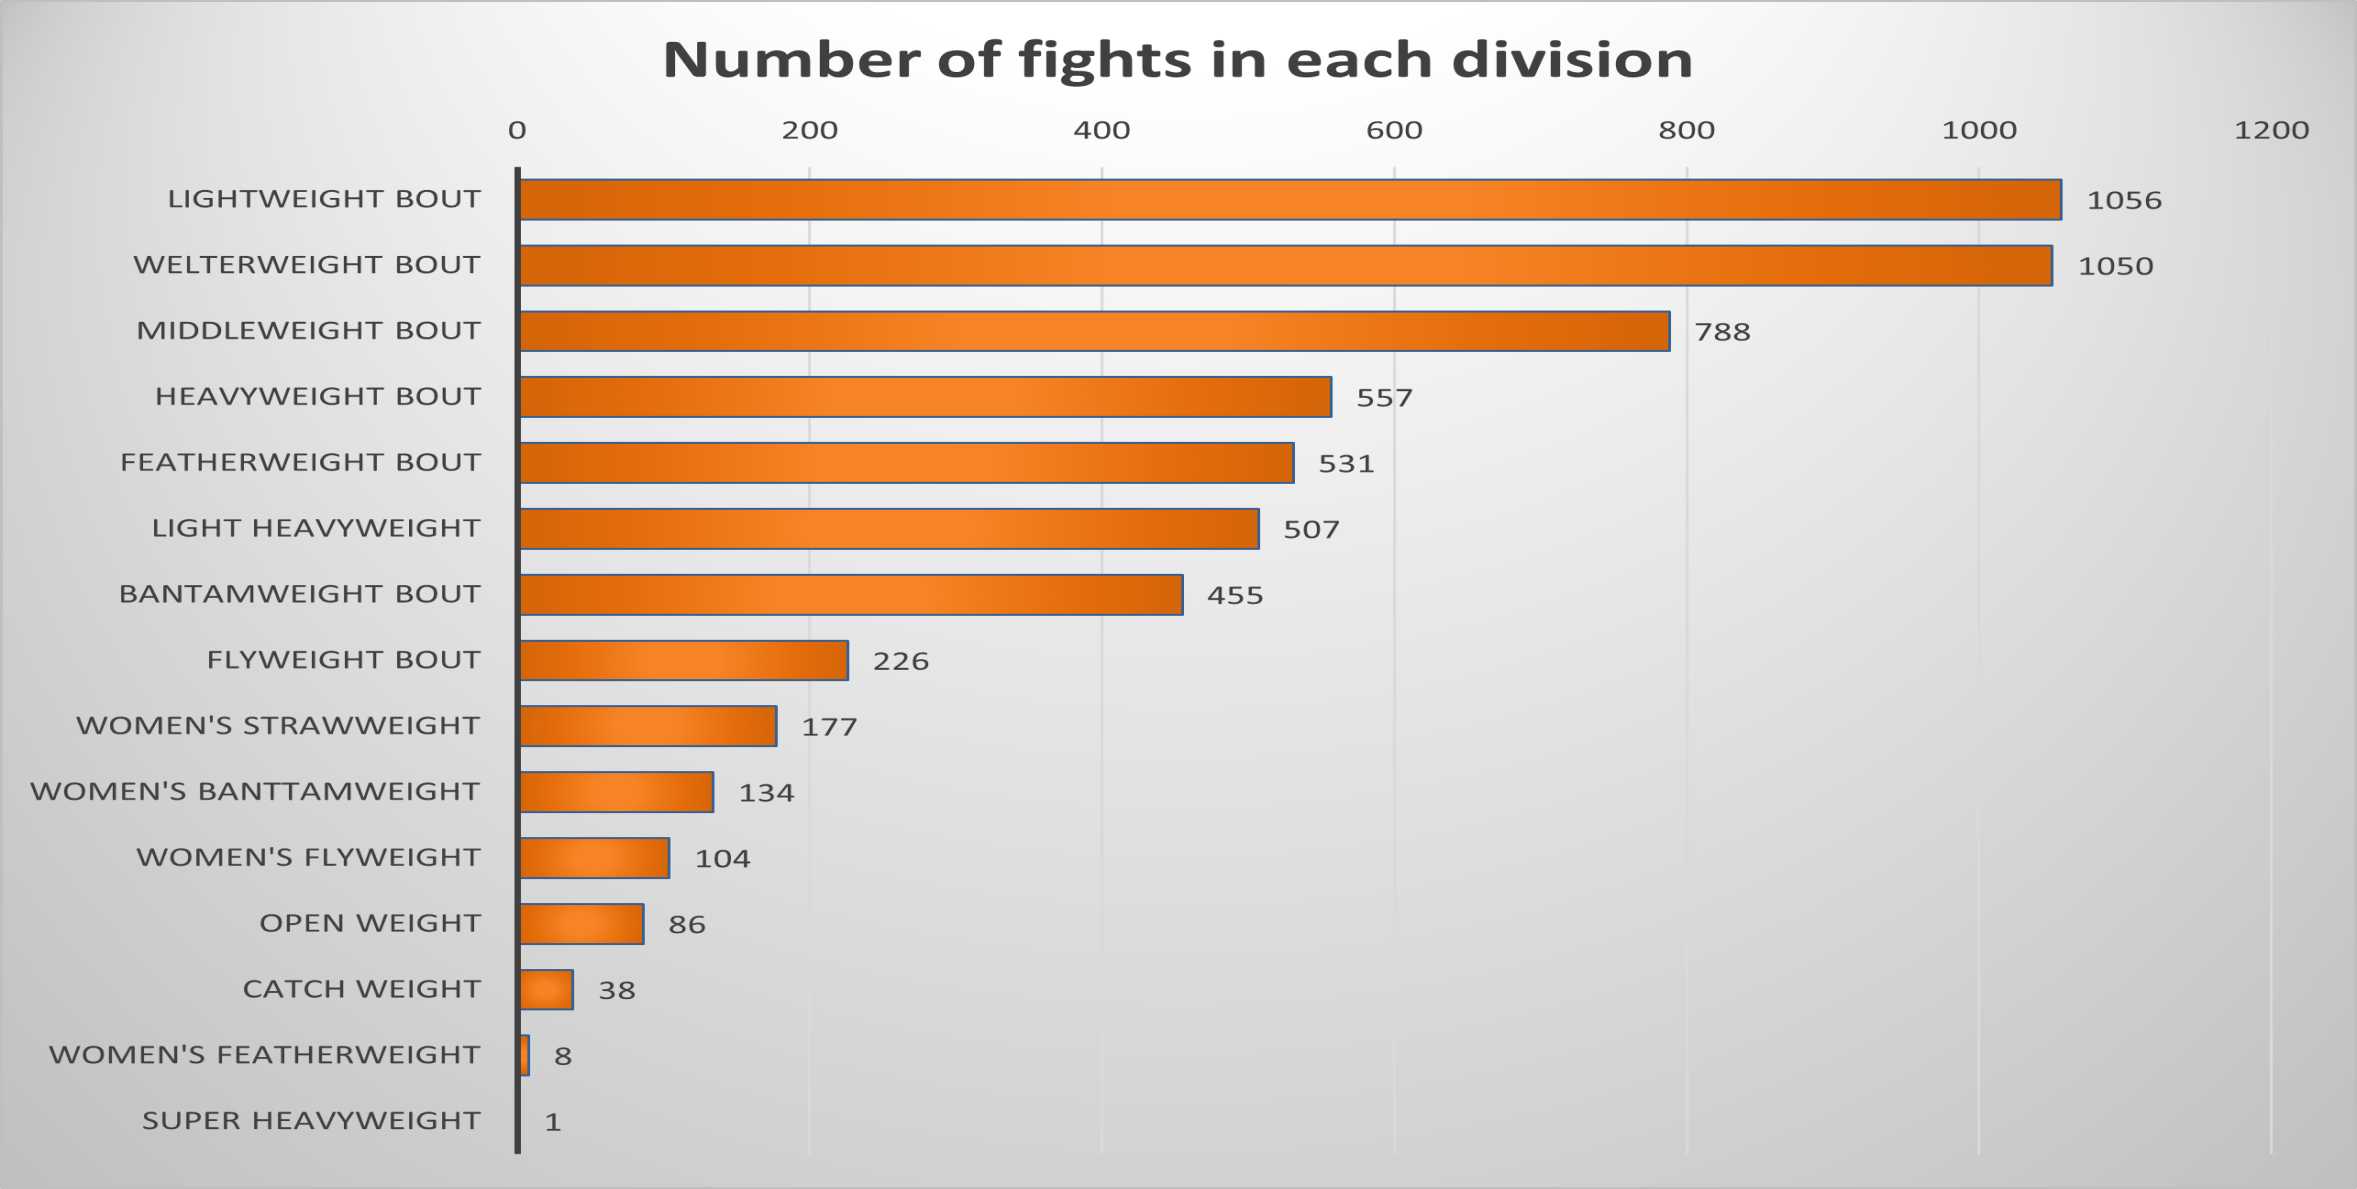 Number of fights in each division
0 200 400 600 800 1000 1200
LIGHTWEIGHT BOUT 1056
WELTERWEIGHT BOUT 1050
MIDDLEWEIGHT BOUT 788
HEAVYWEIGHT BOUT 557
FEATHERWEIGHT BOUT 531
LIGHT HEAVYWEIGHT 507
BANTAMWEIGHT BOUT 455
FLYWEIGHT BOUT 226
WOMEN'S STRAWWEIGHT 177
WOMEN'S BANTTAMWEIGHT 134
WOMEN'S FLYWEIGHT 104
OPEN WEIGHT 86
CATCH WEIGHT 38
WOMEN'S FEATHERWEIGHT 8
SUPER HEAVYWEIGHT 1